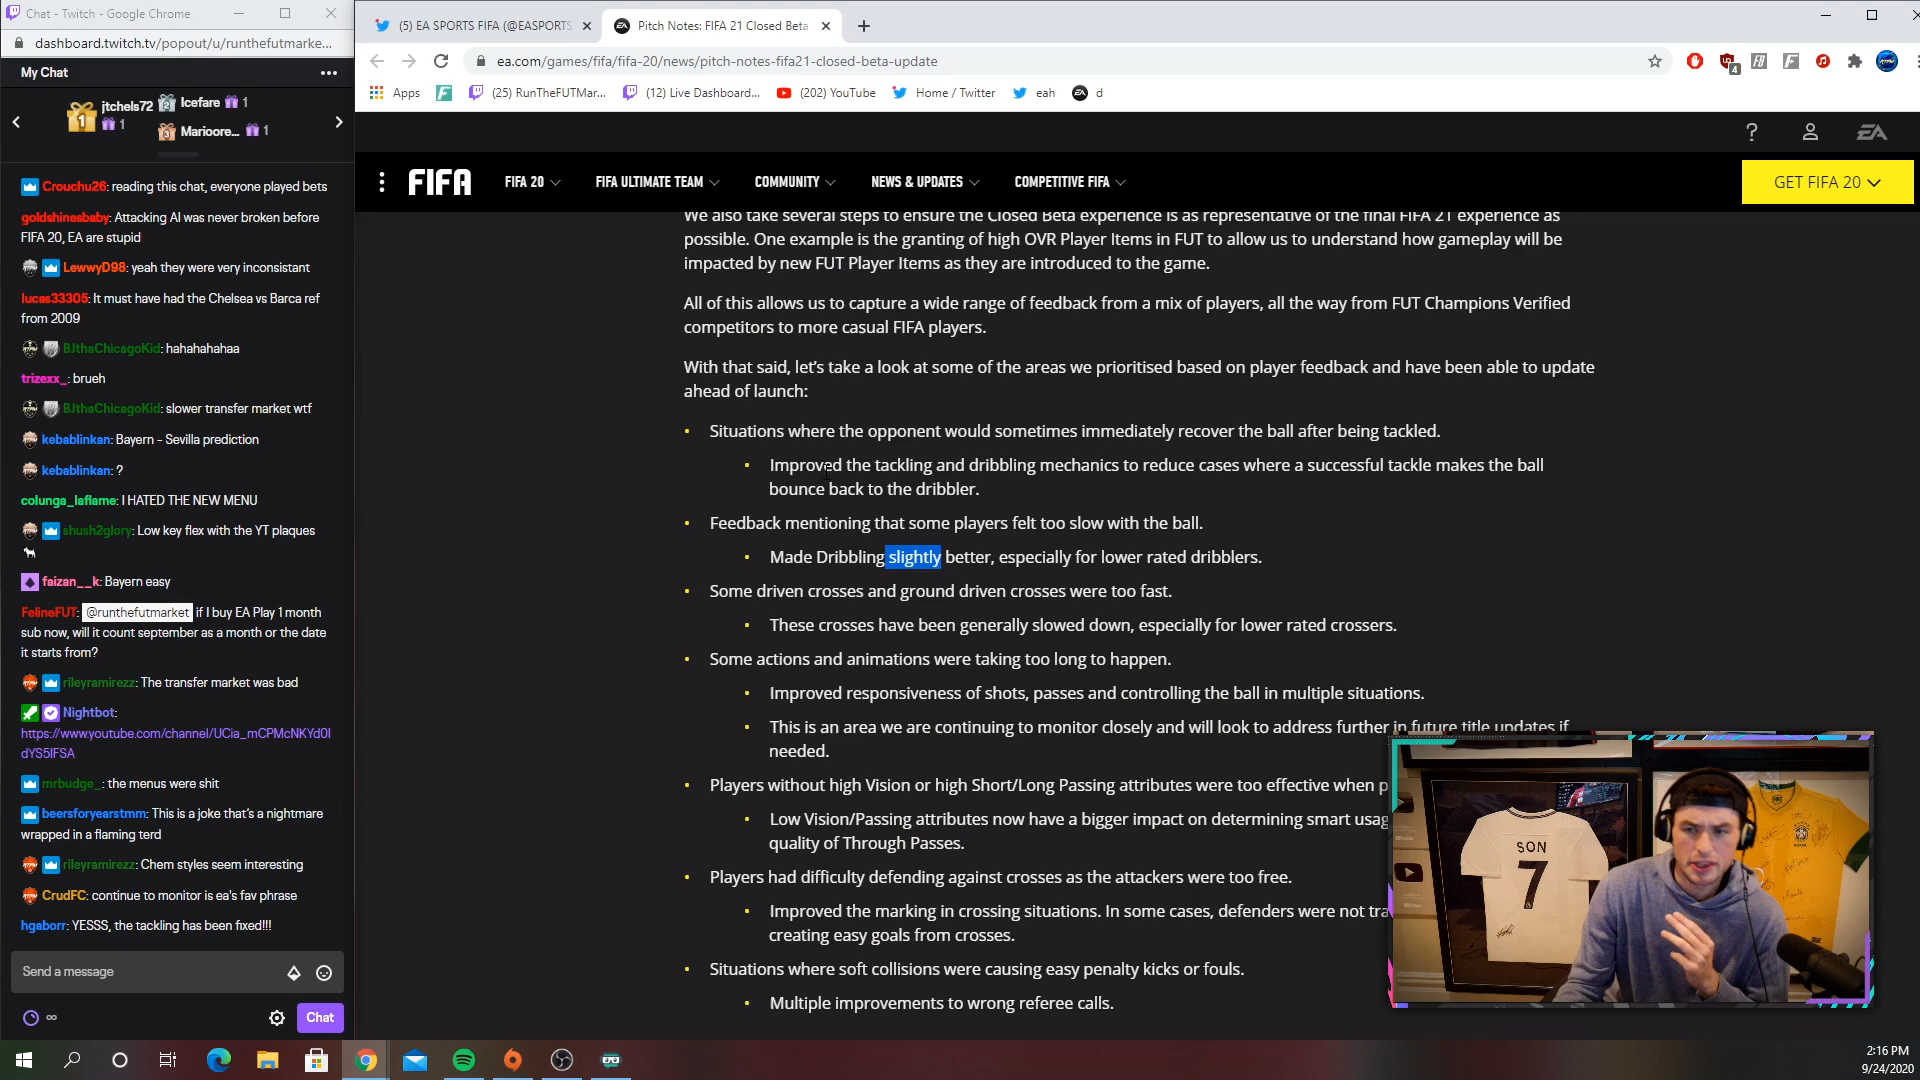 Chat - Twitch - Google Chrome
dashboard.twitch.tv/popout/u/runthefutmarke...
My Chat
jtchels72
1
Icefare 1
Marioore... 1
Crouchu26: reading this chat, everyone played bets
goldshinesbaby: Attacking AI was never broken before
FIFA 20, EA are stupid
LewwyD98: yeah they were very inconsistant
lucas33305: It must have had the Chelsea vs Barca ref
from 2009
BJthaChicagoKid: hahahahahaa
trizexx_: brueh
BJthaChicagoKid: slower transfer market wtf
kebablinkan: Bayern - Sevilla prediction
kebablinkan: ?
colunga_laflame: I HATED THE NEW MENU
shush2glory: Low key flex with the YT plaques
faizan__k: Bayern easy
FelineFUT: @runthefutmarket if I buy EA Play 1 month
sub now, will it count september as a month or the date
it starts from?
rileyramirezz: The transfer market was bad
Nightbot:
https://www.youtube.com/channel/UCia_mCPMcNKYd0I
dYS5IFSA
mrbudge_: the menus were shit
beersforyearstmm: This is a joke that's a nightmare
wrapped in a flaming terd
rileyramirezz: Chem styles seem interesting
CrudFC: continue to monitor is ea's fav phrase
hgaborr: YESSS, the tackling has been fixed!!!
Send a message
∞
Chat
(5) EA SPORTS FIFA (@EASPORTS
Pitch Notes: FIFA 21 Closed Beta
ea.com/games/fifa/fifa-20/news/pitch-notes-fifa21-closed-beta-update
4
Apps
(25) RunTheFUTMar...
(12) Live Dashboard...
(202) YouTube
Home / Twitter
eah
d
EA
FIFA
FIFA 20
FIFA ULTIMATE TEAM
COMMUNITY
NEWS & UPDATES
COMPETITIVE FIFA
GET FIFA 20
We also take several steps to ensure the Closed Beta experience is as representative of the final FIFA 21 experience as
possible. One example is the granting of high OVR Player Items in FUT to allow us to understand how gameplay will be
impacted by new FUT Player Items as they are introduced to the game.
All of this allows us to capture a wide range of feedback from a mix of players, all the way from FUT Champions Verified
competitors to more casual FIFA players.
With that said, let's take a look at some of the areas we prioritised based on player feedback and have been able to update
ahead of launch:
• Situations where the opponent would sometimes immediately recover the ball after being tackled.
• Improved the tackling and dribbling mechanics to reduce cases where a successful tackle makes the ball
bounce back to the dribbler.
• Feedback mentioning that some players felt too slow with the ball.
• Made Dribbling slightly better, especially for lower rated dribblers.
• Some driven crosses and ground driven crosses were too fast.
• These crosses have been generally slowed down, especially for lower rated crossers.
• Some actions and animations were taking too long to happen.
• Improved responsiveness of shots, passes and controlling the ball in multiple situations.
• This is an area we are continuing to monitor closely and will look to address further in future title updates if
needed.
• Players without high Vision or high Short/Long Passing attributes were too effective when p
• Low Vision/Passing attributes now have a bigger impact on determining smart usag
quality of Through Passes.
• Players had difficulty defending against crosses as the attackers were too free.
• Improved the marking in crossing situations. In some cases, defenders were not tra
creating easy goals from crosses.
• Situations where soft collisions were causing easy penalty kicks or fouls.
• Multiple improvements to wrong referee calls.
SON
7
2:16 PM
9/24/2020